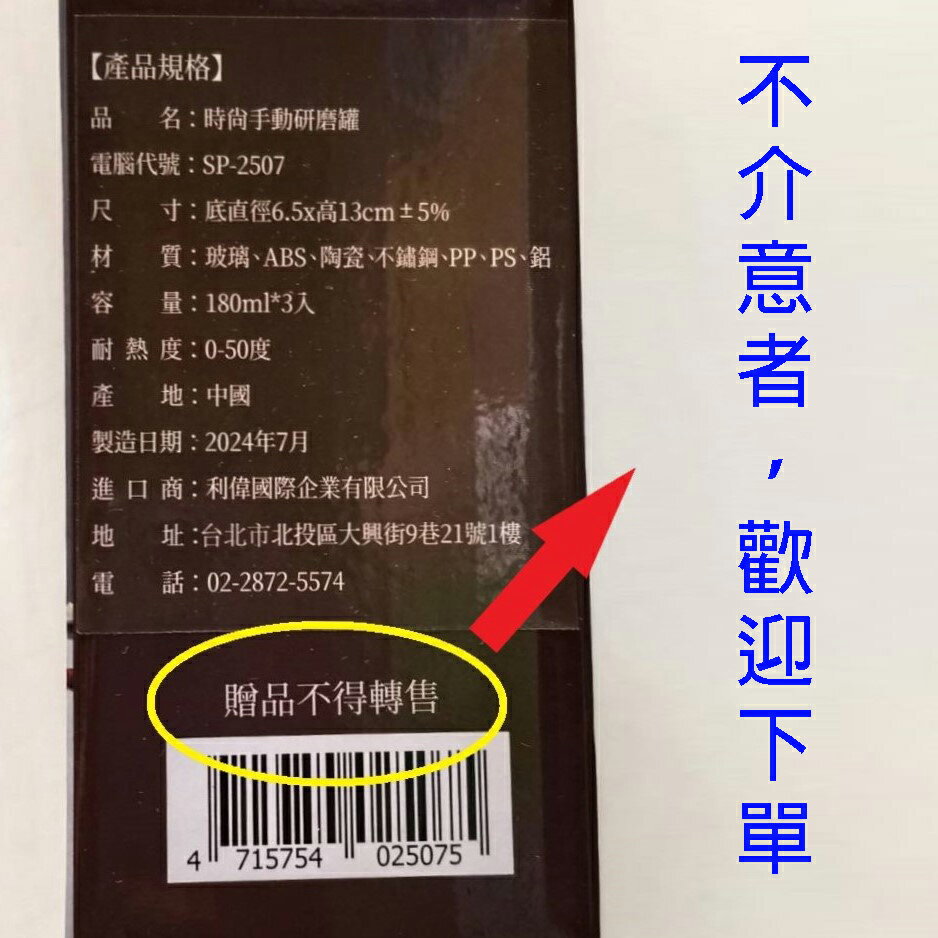 【產品規格】
品名：時尚手動研磨罐
電腦代號：SP-2507
尺寸：底直徑6.5x高13cm±5%
材質：玻璃、ABS、陶瓷、不鏽鋼、PP、PS、鋁
容量：180ml*3入
耐熱度：0-50度
產地：中國
製造日期：2024年7月
進口商：利偉國際企業有限公司
地址：台北市北投區大興街9巷21號1樓
電話：02-2872-5574
贈品不得轉售
4 715754 025075
不介意者，歡迎下單